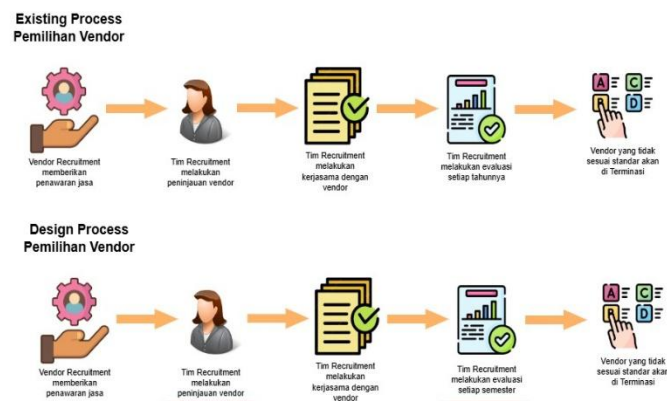 Existing Process
Pemilihan Vendor
Vendor Recruitment
memberikan
penawaran jasa
Tim Recruitment
melakukan
peninjauan vendor
Tim Recruitment
melakukan
kerjasama dengan
vendor
Tim Recruitment
melakukan evaluasi
setiap tahunnya
A
C
D
Vendor yang tidak
sesuai standar akan
di Terminasi
Design Process
Pemilihan Vendor
Vendor Recruitment
memberikan
penawaran jasa
Tim Recruitment
melakukan
peninjauan vendor
Tim Recruitment
melakukan
kerjasama dengan
vendor
Tim Recruitment
melakukan evaluasi
setiap semester
A
C
D
Vendor yang tidak
sesuai standar akan
di Terminasi